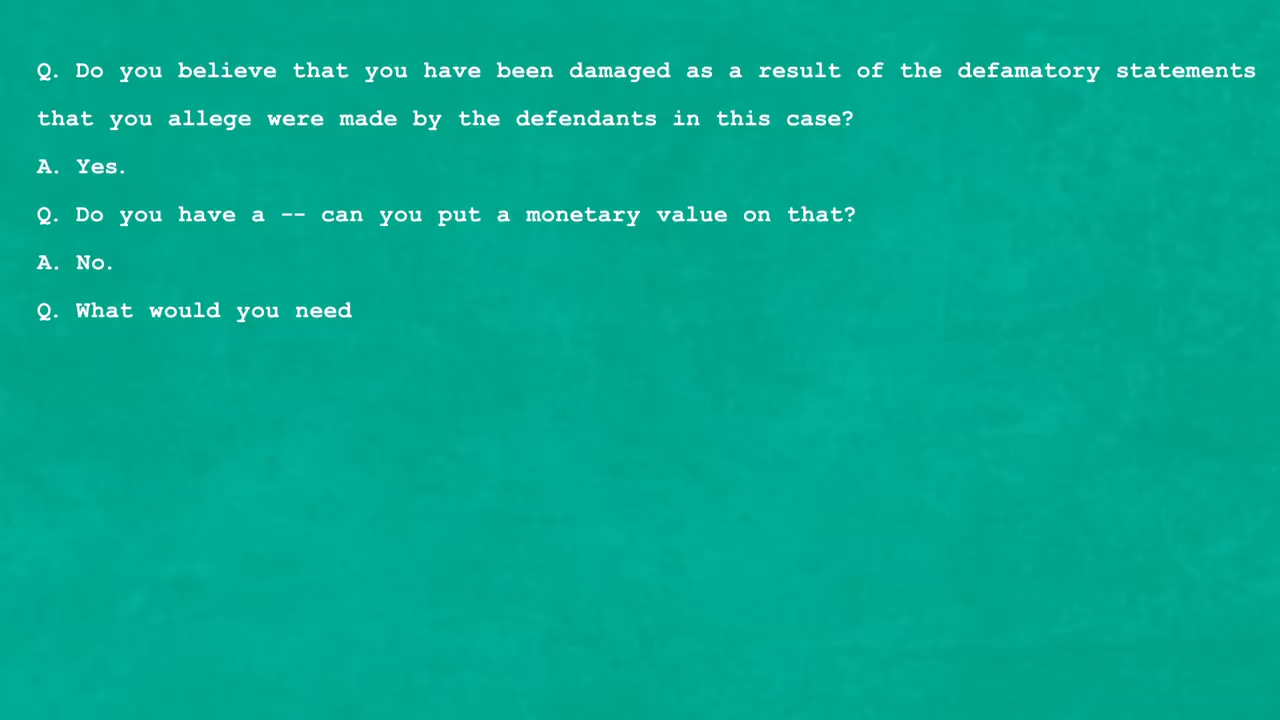 Q. Do you believe that you have been damaged as a result of the defamatory statements
that you allege were made by the defendants in this case?
A. Yes.
Q. Do you have a -- can you put a monetary value on that?
A. No.
Q. What would you need